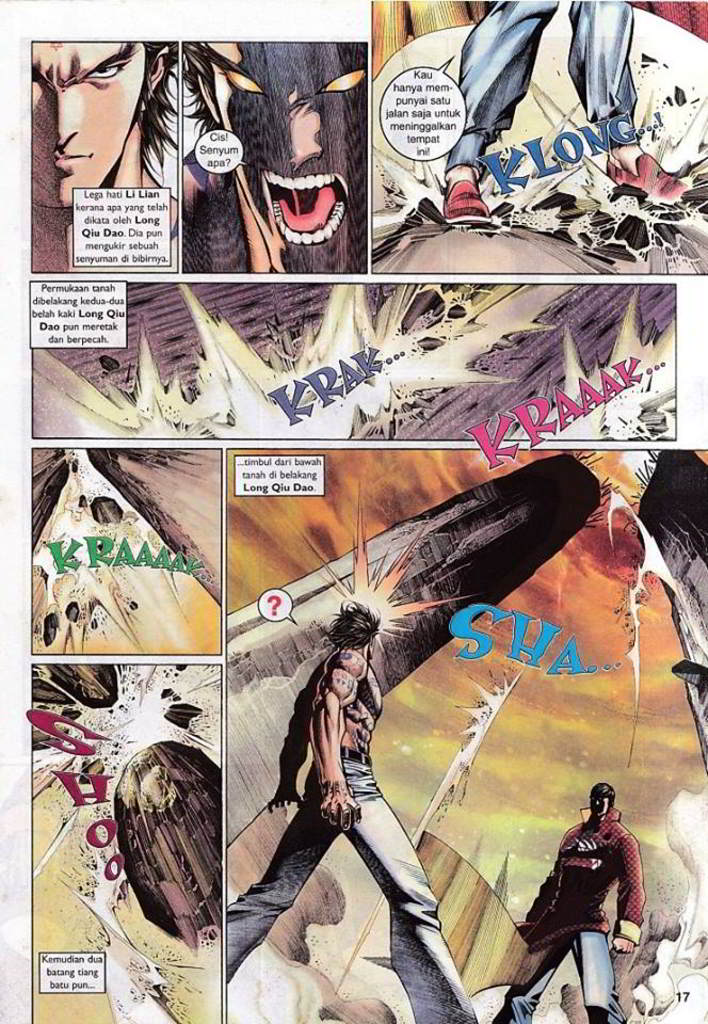 Lega hati Li Lian
kerana apa yang telah
dikata oleh Long
Qiu Dao. Dia pun
mengukir sebuah
senyuman di bibirnya.
Cis!
Senyum
apa?
Kau
hanya mem-
punyai satu
jalan saja untuk
meninggalkan
tempat
ini!
KLONG...!
Permukaan tanah
dibelakang kedua-dua
belah kaki Long Qiu
Dao pun meretak
dan berpecah.
KRAK...
KRAAAK...
KRAAAAAK...
SHOO
Kemudian dua
batang tiang
batu pun...
...timbul dari bawah
tanah di belakang
Long Qiu Dao.
?
SHA...
17